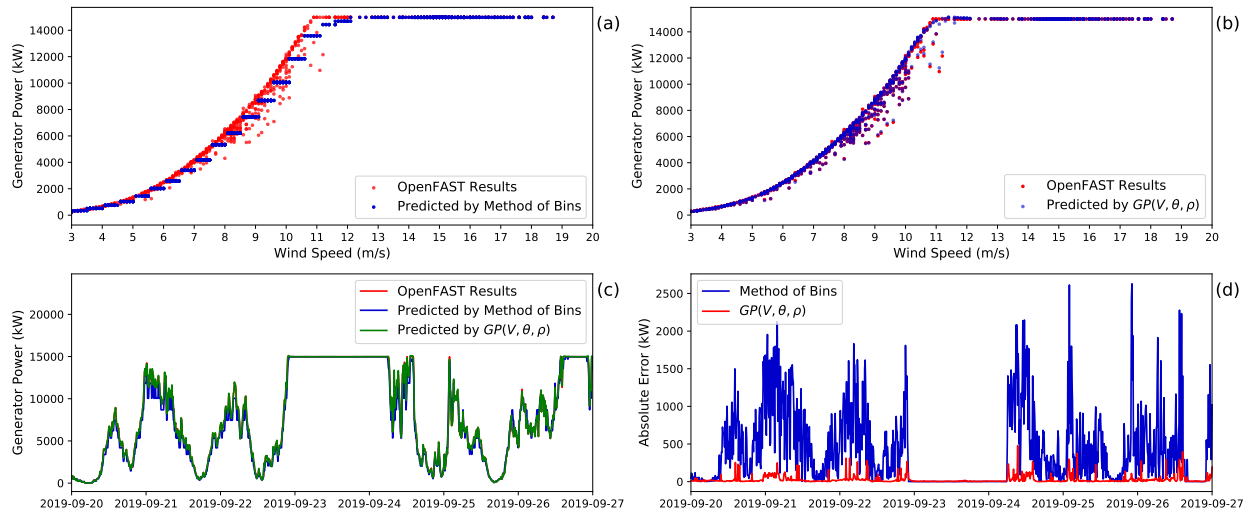 (a)
Generator Power (kW)
14000
12000
10000
8000
6000
4000
2000
0
OpenFAST Results
Predicted by Method of Bins
3 4 5 6 7 8 9 10 11 12 13 14 15 16 17 18 19 20
Wind Speed (m/s)
(b)
Generator Power (kW)
14000
12000
10000
8000
6000
4000
2000
0
OpenFAST Results
Predicted by GP(V, θ, ρ)
3 4 5 6 7 8 9 10 11 12 13 14 15 16 17 18 19 20
Wind Speed (m/s)
(c)
Generator Power (kW)
20000
15000
10000
5000
0
OpenFAST Results
Predicted by Method of Bins
Predicted by GP(V, θ, ρ)
2019-09-20 2019-09-21 2019-09-22 2019-09-23 2019-09-24 2019-09-25 2019-09-26 2019-09-27
(d)
Absolute Error (kW)
2500
2000
1500
1000
500
0
Method of Bins
GP(V, θ, ρ)
2019-09-20 2019-09-21 2019-09-22 2019-09-23 2019-09-24 2019-09-25 2019-09-26 2019-09-27